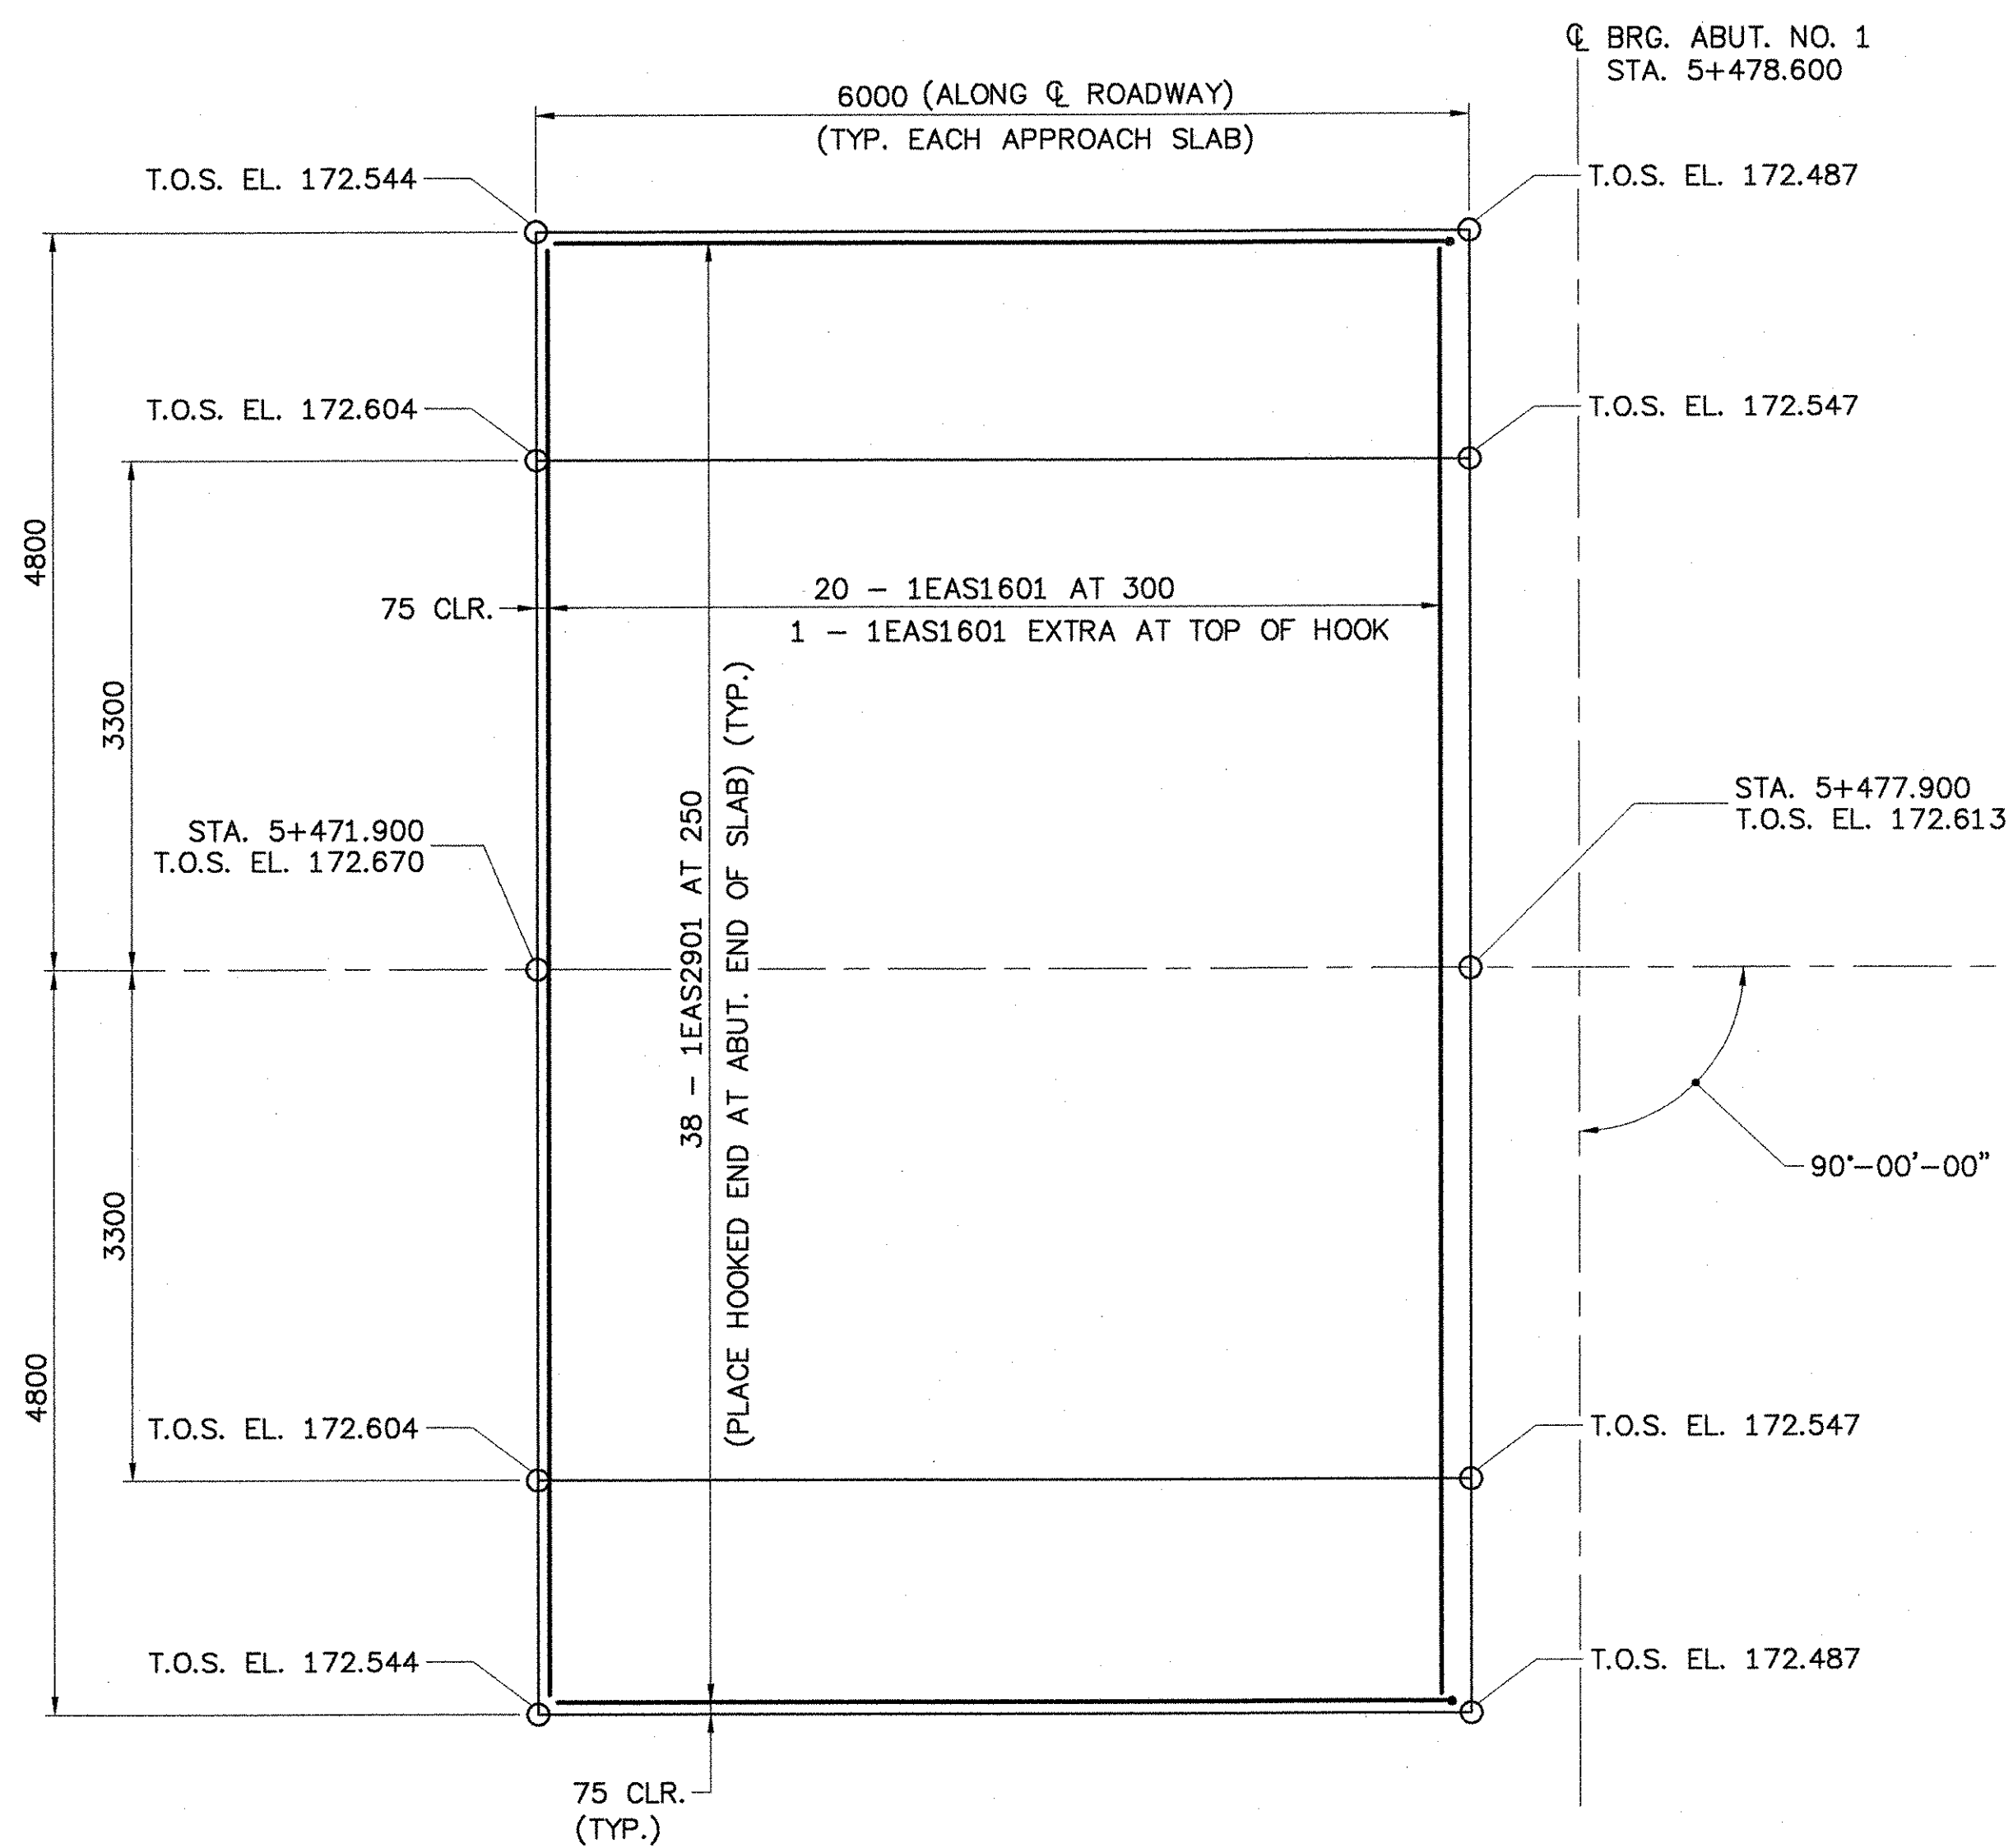 ℄ BRG. ABUT. NO. 1
STA. 5+478.600
6000 (ALONG ℄ ROADWAY)
(TYP. EACH APPROACH SLAB)
T.O.S. EL. 172.544
T.O.S. EL. 172.487
T.O.S. EL. 172.604
T.O.S. EL. 172.547
4800
3300
75 CLR.
20 - 1EAS1601 AT 300
1 - 1EAS1601 EXTRA AT TOP OF HOOK
38 - 1EAS2901 AT 250
(PLACE HOOKED END AT ABUT. END OF SLAB) (TYP.)
STA. 5+471.900
T.O.S. EL. 172.670
STA. 5+477.900
T.O.S. EL. 172.613
90°-00'-00"
3300
4800
T.O.S. EL. 172.604
T.O.S. EL. 172.547
T.O.S. EL. 172.544
T.O.S. EL. 172.487
75 CLR.
(TYP.)